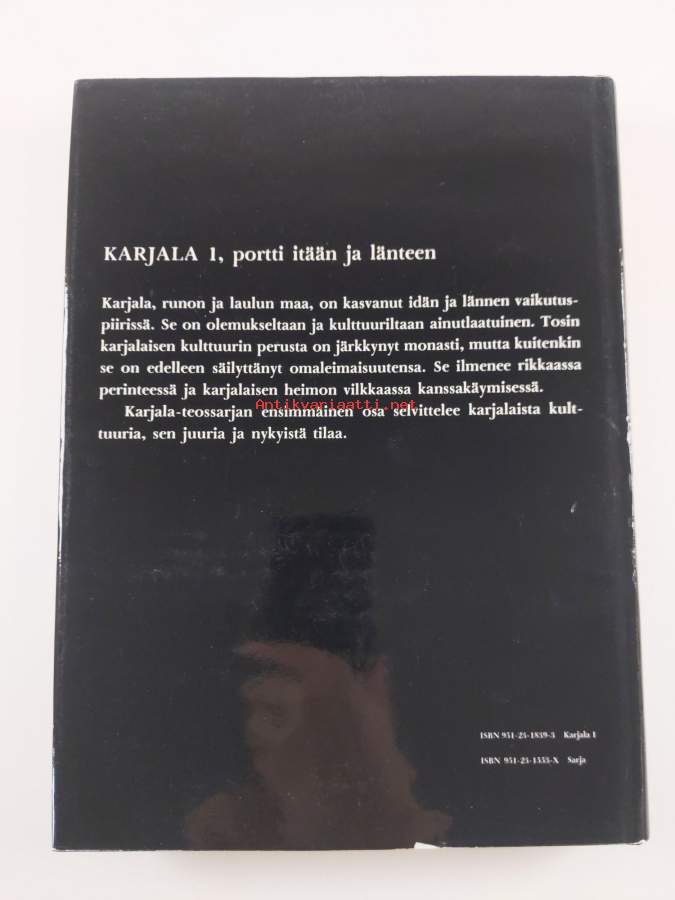 KARJALA 1, portti itään ja länteen
Karjala, runon ja laulun maa, on kasvanut idän ja lännen vaikutus-
piirissä. Se on olemukseltaan ja kulttuuriltaan ainutlaatuinen. Tosin
karjalaisen kulttuurin perusta on järkkynyt monasti, mutta kuitenkin
se on edelleen säilyttänyt omaleimaisuutensa. Se ilmenee rikkaassa
perinteessä ja karjalaisen heimon vilkkaassa kanssakäymisessä.
Antikvariaatti.net
Karjala-teossarjan ensimmäinen osa selvittelee karjalaista kult-
tuuria, sen juuria ja nykyistä tilaa.
ISBN 951-25-1839-3 Karjala I
ISBN 951-25-1555-X Sarja